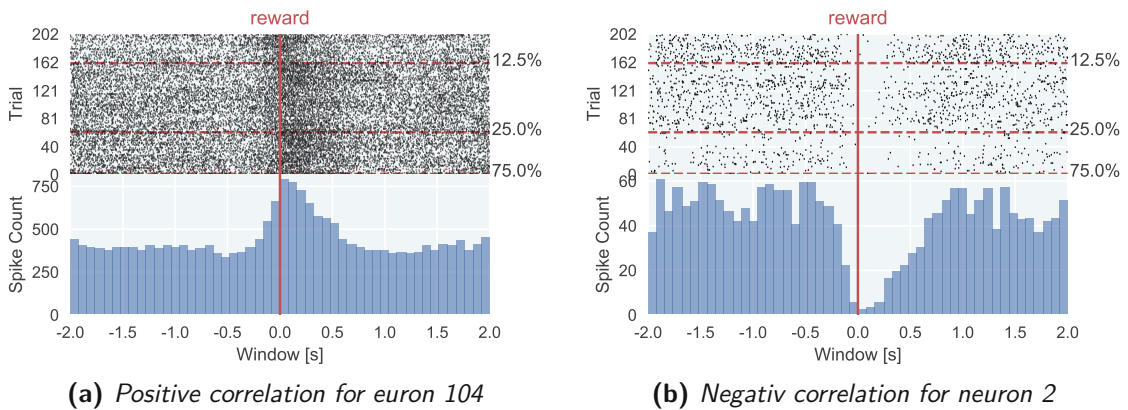 reward
202
162
121
81
40
0
Trial
12.5%
25.0%
75.0%
750
500
250
0
Spike Count
-2.0 -1.5 -1.0 -0.5 0.0 0.5 1.0 1.5 2.0
Window [s]
(a) Positive correlation for euron 104
reward
202
162
121
81
40
0
Trial
12.5%
25.0%
75.0%
60
40
20
0
Spike Count
-2.0 -1.5 -1.0 -0.5 0.0 0.5 1.0 1.5 2.0
Window [s]
(b) Negativ correlation for neuron 2